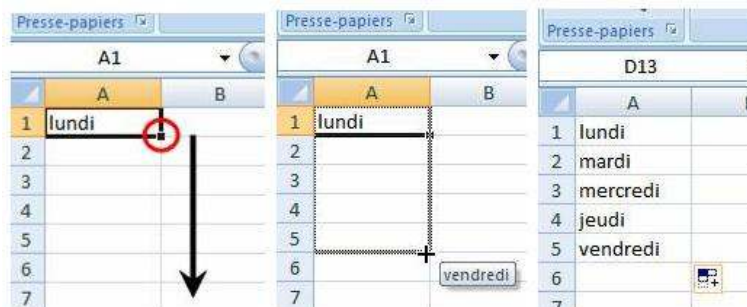 Presse-papiers
A1
A B
1 lundi
2
3
4
5
6
7
Presse-papiers
A1
A B
1 lundi
2
3
4
5
6
7
vendredi
Presse-papiers
D13
A
1 lundi
2 mardi
3 mercredi
4 jeudi
5 vendredi
6
7